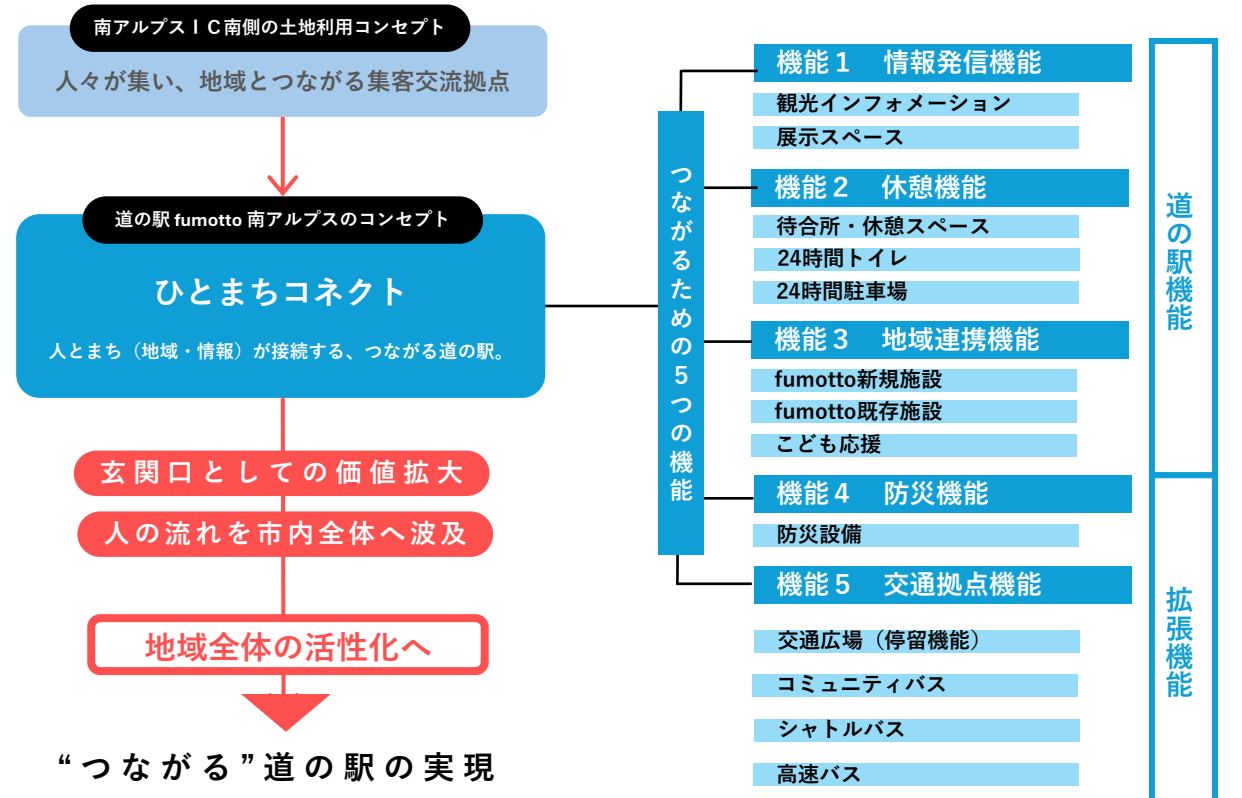 南アルプスＩＣ南側の土地利用コンセプト
人々が集い、地域とつながる集客交流拠点
道の駅 fumotto 南アルプスのコンセプト
ひとまちコネクト
人とまち（地域・情報）が接続する、つながる道の駅。
玄関口としての価値拡大
人の流れを市内全体へ波及
地域全体の活性化へ
“つながる”道の駅の実現
つながるための５つの機能
機能１　情報発信機能
観光インフォメーション
展示スペース
機能２　休憩機能
待合所・休憩スペース
24時間トイレ
24時間駐車場
機能３　地域連携機能
fumotto新規施設
fumotto既存施設
こども応援
機能４　防災機能
防災設備
機能５　交通拠点機能
交通広場（停留機能）
コミュニティバス
シャトルバス
高速バス
道の駅機能
拡張機能